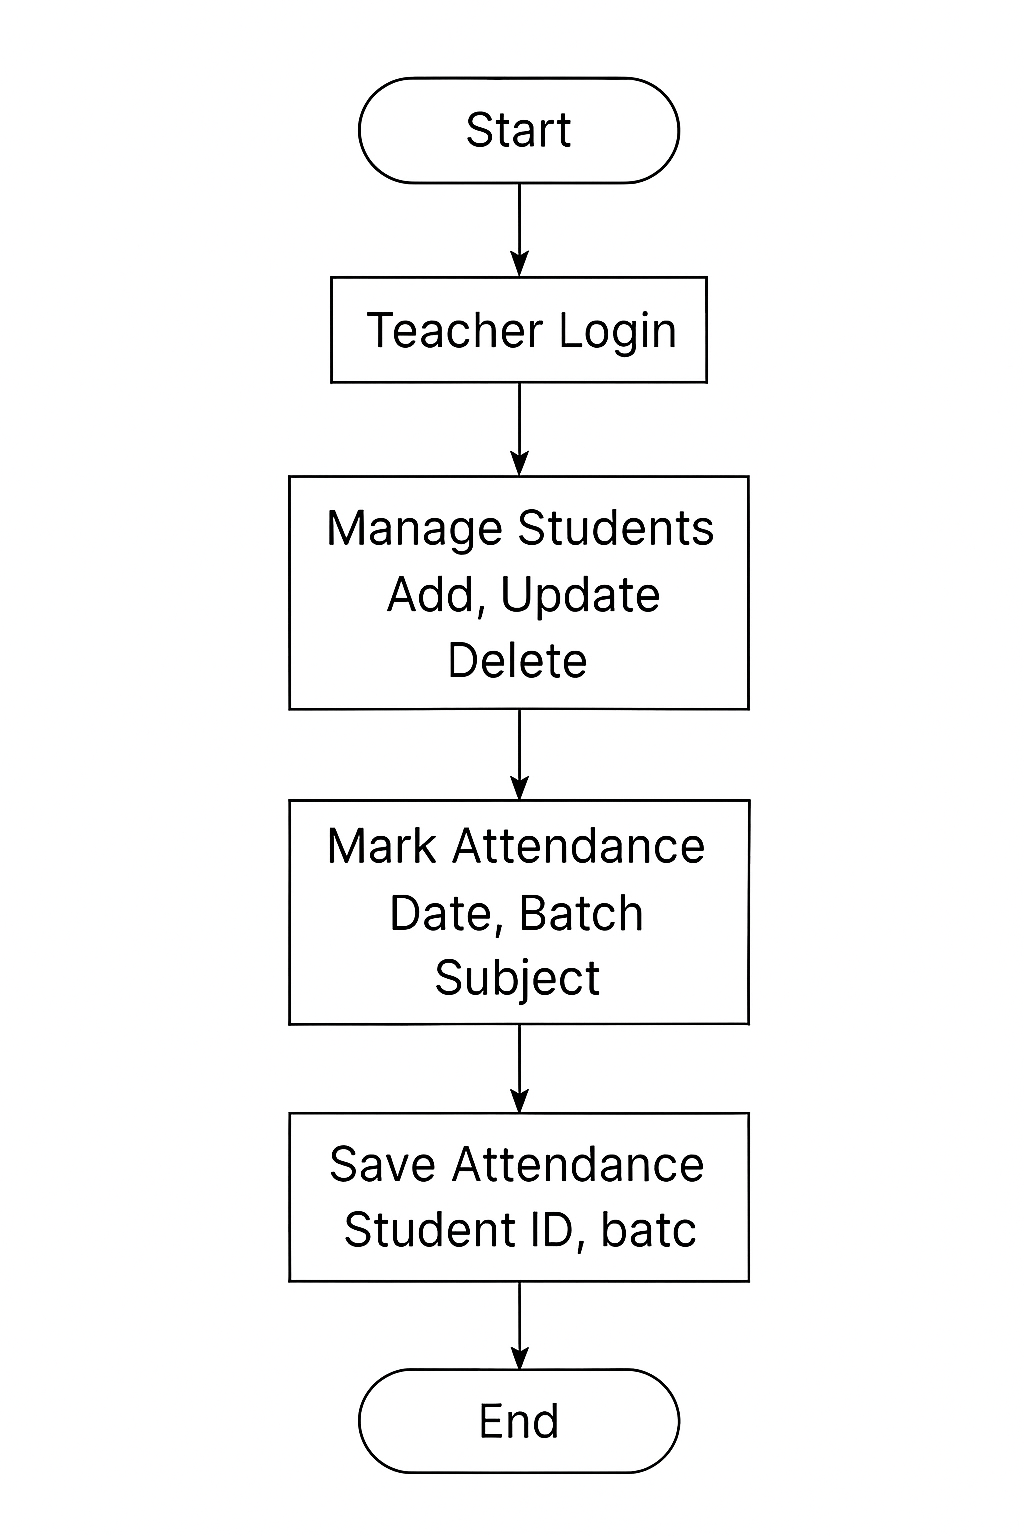 Start
Teacher Login
Manage Students
Add, Update
Delete
Mark Attendance
Date, Batch
Subject
Save Attendance
Student ID, batc
End